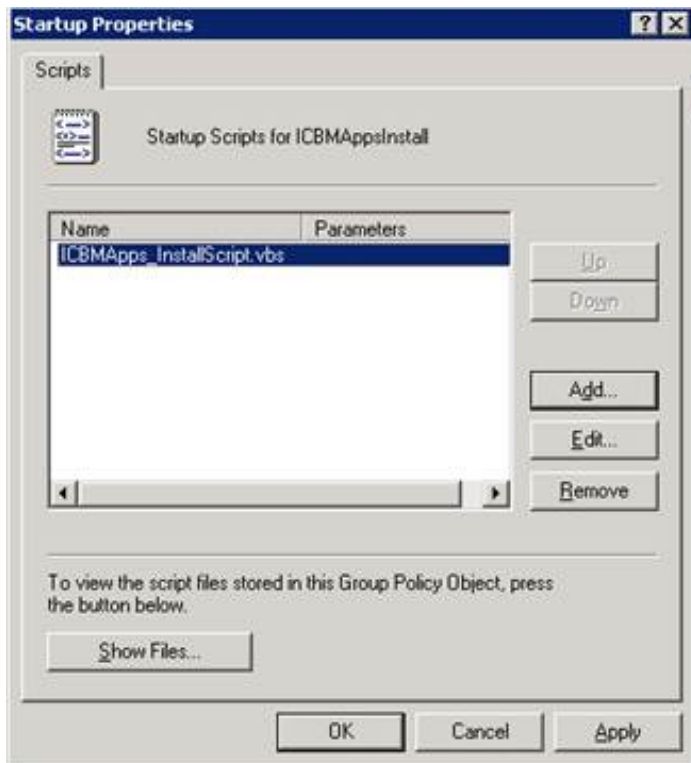 Startup Properties
Scripts
Startup Scripts for ICBMAppsInstall
Name Parameters
ICBMApps_InstallScript.vbs
Up
Down
Add...
Edit...
Remove
To view the script files stored in this Group Policy Object, press
the button below.
Show Files...
OK Cancel Apply